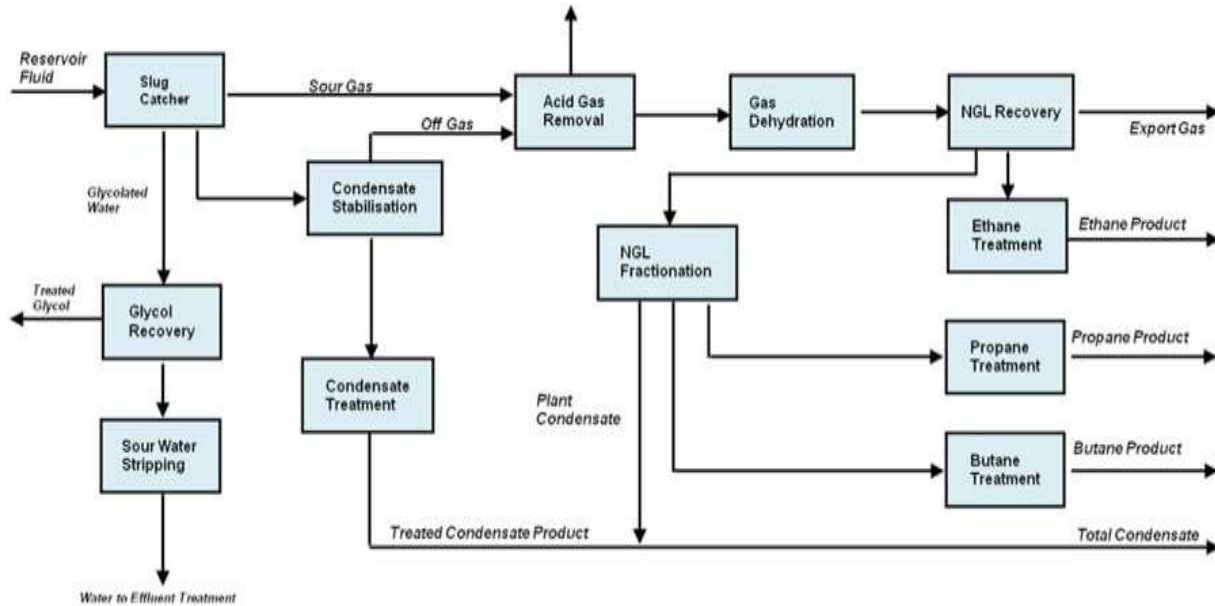 Reservoir
Fluid
Slug
Catcher
Sour Gas
Off Gas
Acid Gas
Removal
Gas
Dehydration
NGL Recovery
Export Gas
Glycolated
Water
Condensate
Stabilisation
NGL
Fractionation
Ethane
Treatment
Ethane Product
Treated
Glycol
Glycol
Recovery
Condensate
Treatment
Plant
Condensate
Propane
Treatment
Propane Product
Sour Water
Stripping
Butane
Treatment
Butane Product
Treated Condensate Product
Total Condensate
Water to Effluent Treatment